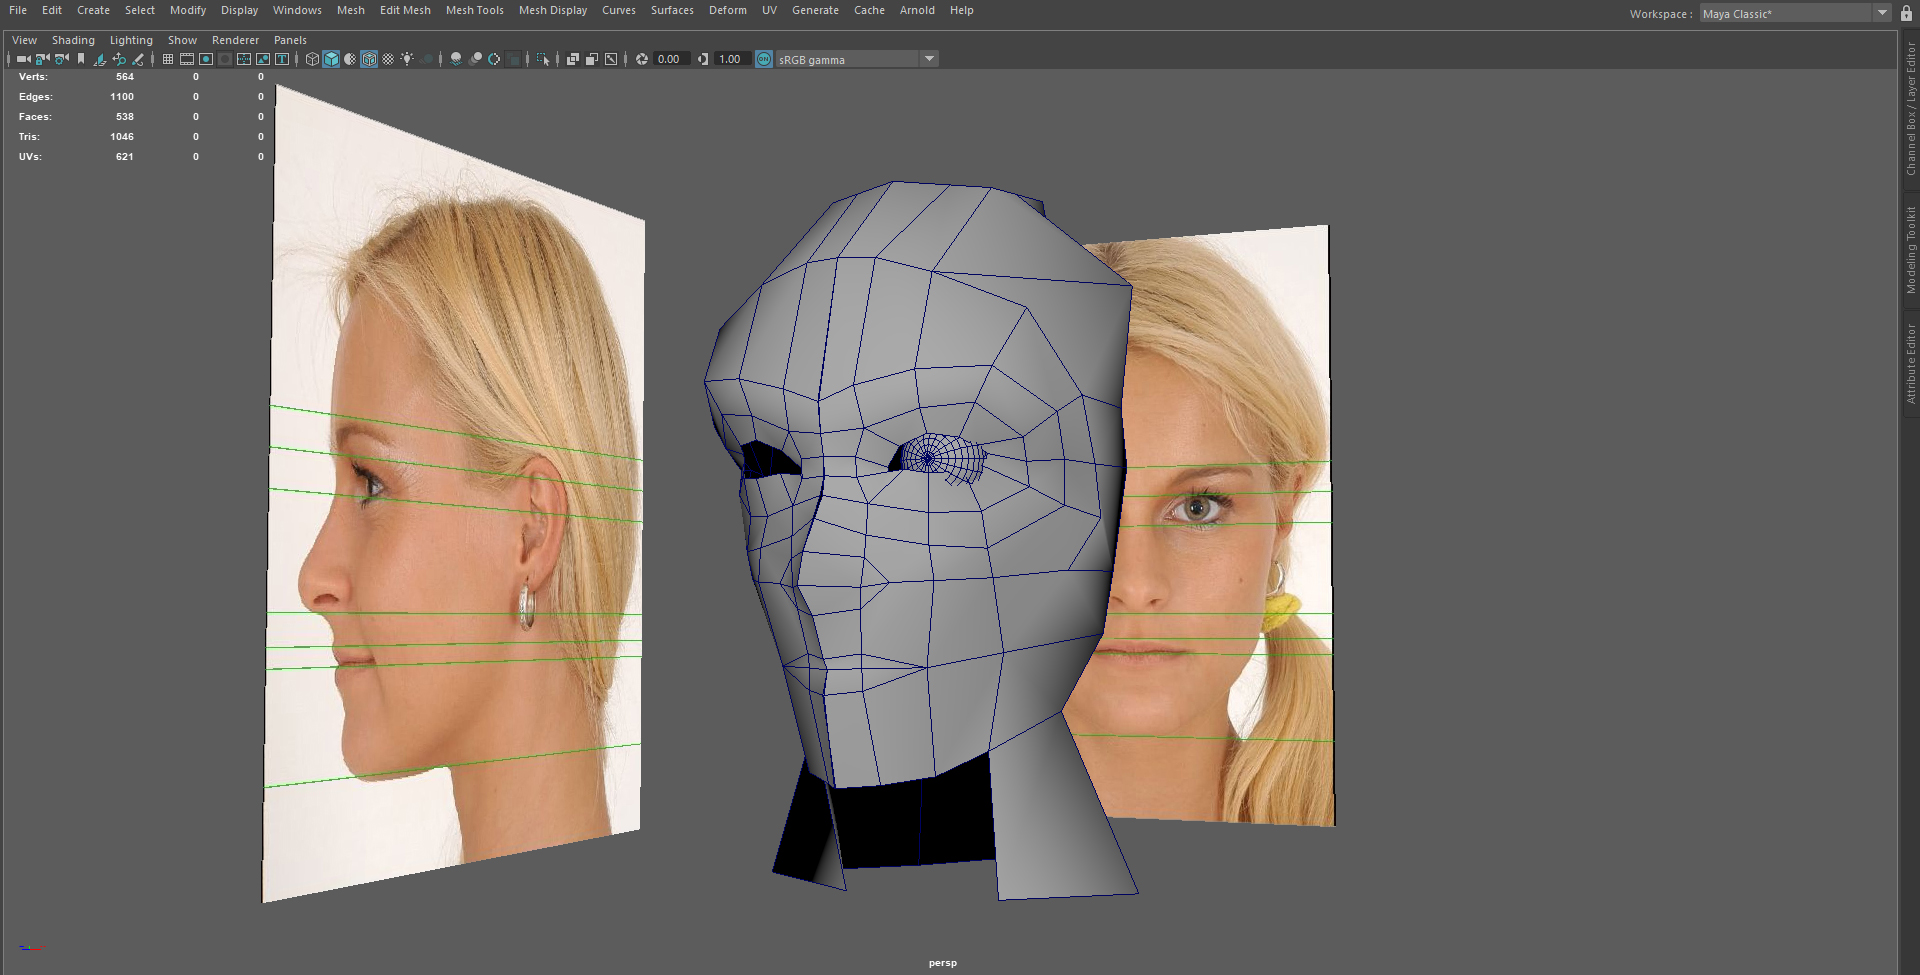 File Edit Create Select Modify Display Windows Mesh Edit Mesh Mesh Tools Mesh Display Curves Surfaces Deform UV Generate Cache Arnold Help
Workspace : Maya Classic*
View Shading Lighting Show Renderer Panels
0.00 1.00 ON sRGB gamma
Verts: 564 0 0
Edges: 1100 0 0
Faces: 538 0 0
Tris: 1046 0 0
UVs: 621 0 0
Channel Box / Layer Editor
Modeling Toolkit
Attribute Editor
persp